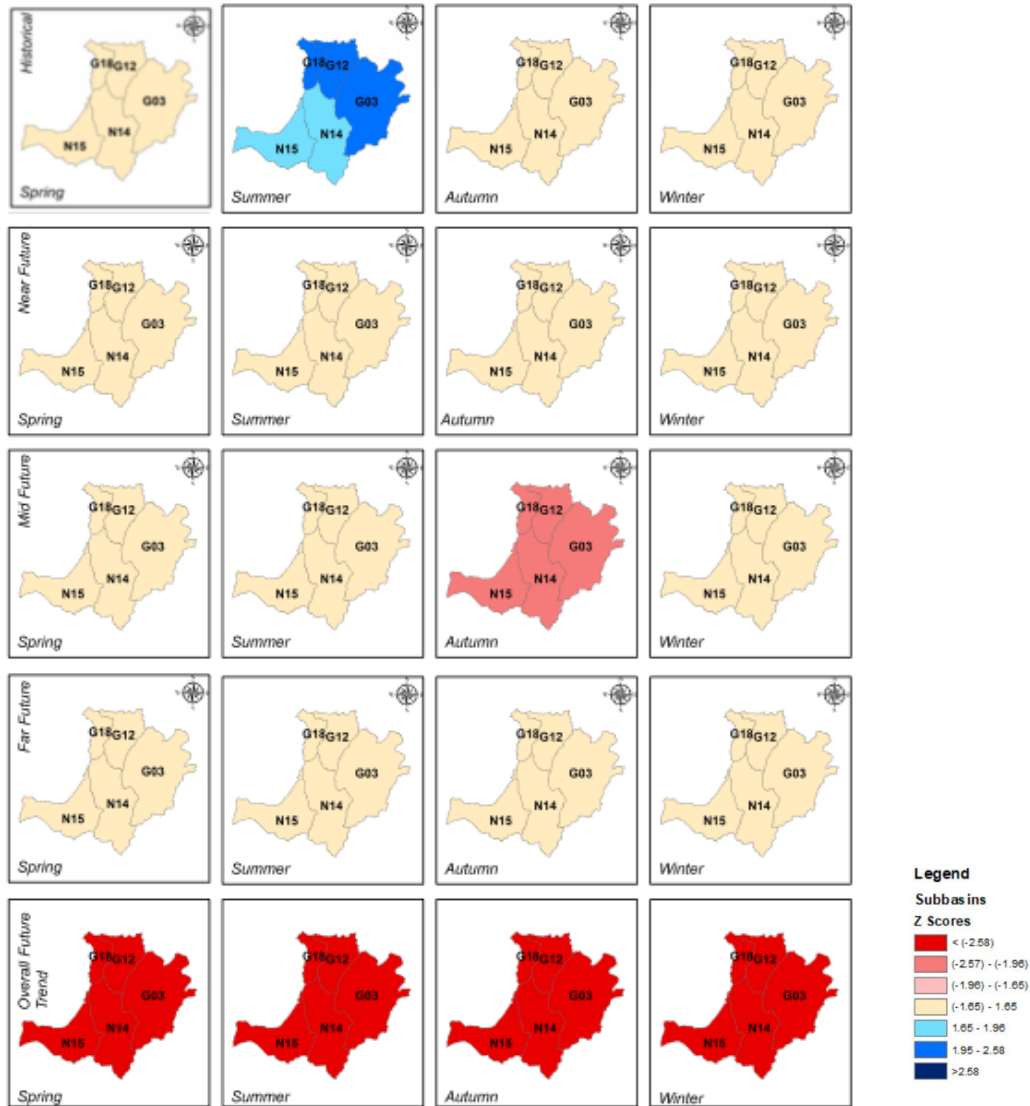 Historical
G18G12
G03
N14
N15
Spring
G18G12
G03
N14
N15
Summer
G18G12
G03
N14
N15
Autumn
G18G12
G03
N14
N15
Winter
Near Future
G18G12
G03
N14
N15
Spring
G18G12
G03
N14
N15
Summer
G18G12
G03
N14
N15
Autumn
G18G12
G03
N14
N15
Winter
Mid Future
G18G12
G03
N14
N15
Spring
G18G12
G03
N14
N15
Summer
G18G12
G03
N14
N15
Autumn
G18G12
G03
N14
N15
Winter
Far Future
G18G12
G03
N14
N15
Spring
G18G12
G03
N14
N15
Summer
G18G12
G03
N14
N15
Autumn
G18G12
G03
N14
N15
Winter
Overall Future
Trend
G18G12
G03
N14
N15
Spring
G18G12
G03
N14
N15
Summer
G18G12
G03
N14
N15
Autumn
G18G12
G03
N14
N15
Winter
Legend
Subbasins
Z Scores
< (-2.58)
(-2.57) - (-1.96)
(-1.96) - (-1.65)
(-1.65) - 1.65
1.65 - 1.96
1.95 - 2.58
>2.58